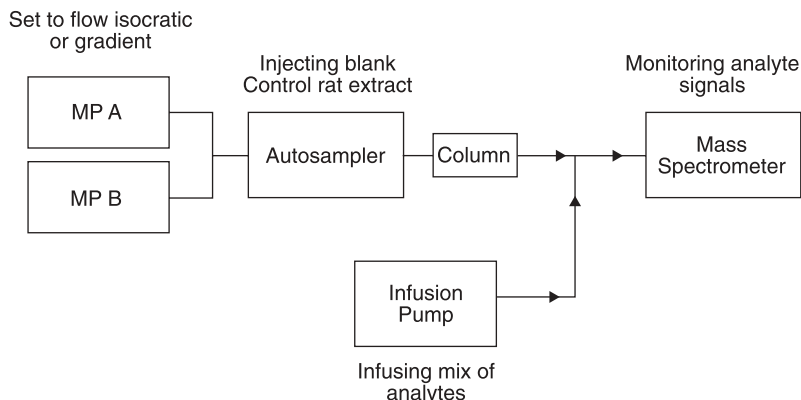 Set to flow isocratic
or gradient
MP A
MP B
Injecting blank
Control rat extract
Autosampler
Column
Monitoring analyte
signals
Mass
Spectrometer
Infusion
Pump
Infusing mix of
analytes